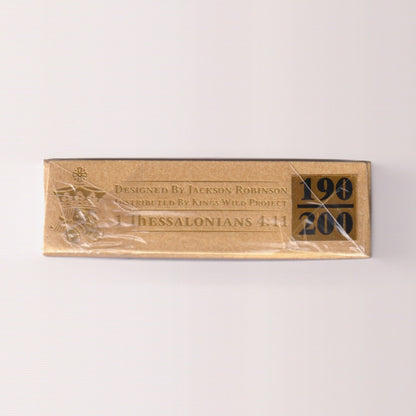 DESIGNED BY JACKSON ROBINSON
DISTRIBUTED BY KINGS WILD PROJECT
1 THESSALONIANS 4:11
190
200